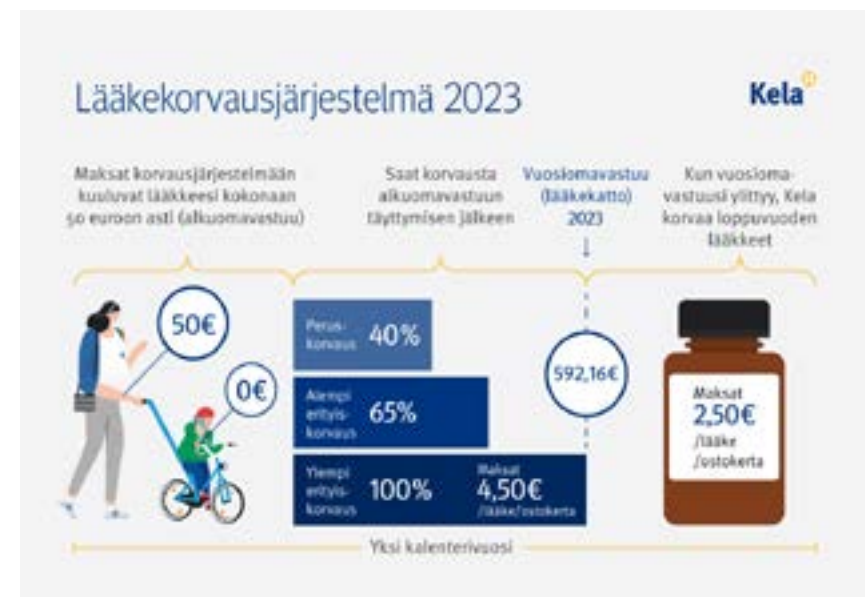 Lääkekorvausjärjestelmä 2023
Kela
Maksat korvausjärjestelmään
kuuluvat lääkkeesi kokonaan
50 euroon asti (alkuomavastuu)
Saat korvausta
alkuomavastuun
täyttymisen jälkeen
Vuosiomavastuu
(lääkekatto)
2023
Kun vuosioma-
vastuusi ylittyy, Kela
korvaa loppuvuoden
lääkkeet
50€
0€
Perus-
korvaus
40%
Alempi
erityis-
korvaus
65%
Ylempi
erityis-
korvaus
100%
Maksat
4,50€
/lääke/ostokerta
592,16€
Maksat
2,50€
/lääke
/ostokerta
Yksi kalenterivuosi